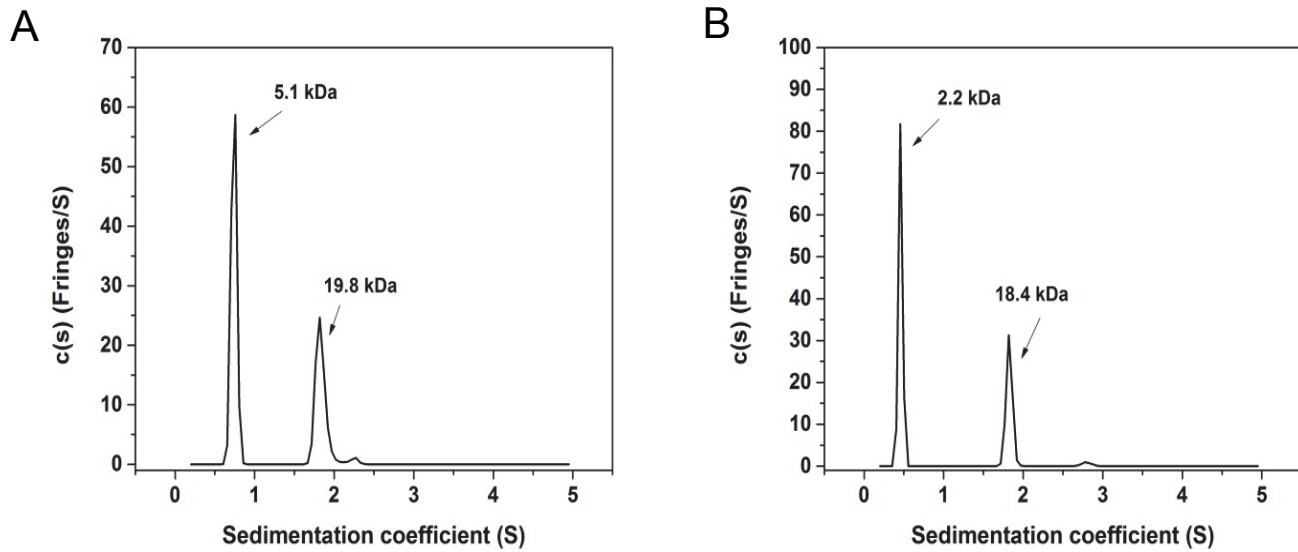 A
70
60
50
40
30
20
10
0
c(s) (Fringes/S)
5.1 kDa
19.8 kDa
0 1 2 3 4 5
Sedimentation coefficient (S)
B
100
90
80
70
60
50
40
30
20
10
0
c(s) (Fringes/S)
2.2 kDa
18.4 kDa
0 1 2 3 4 5
Sedimentation coefficient (S)